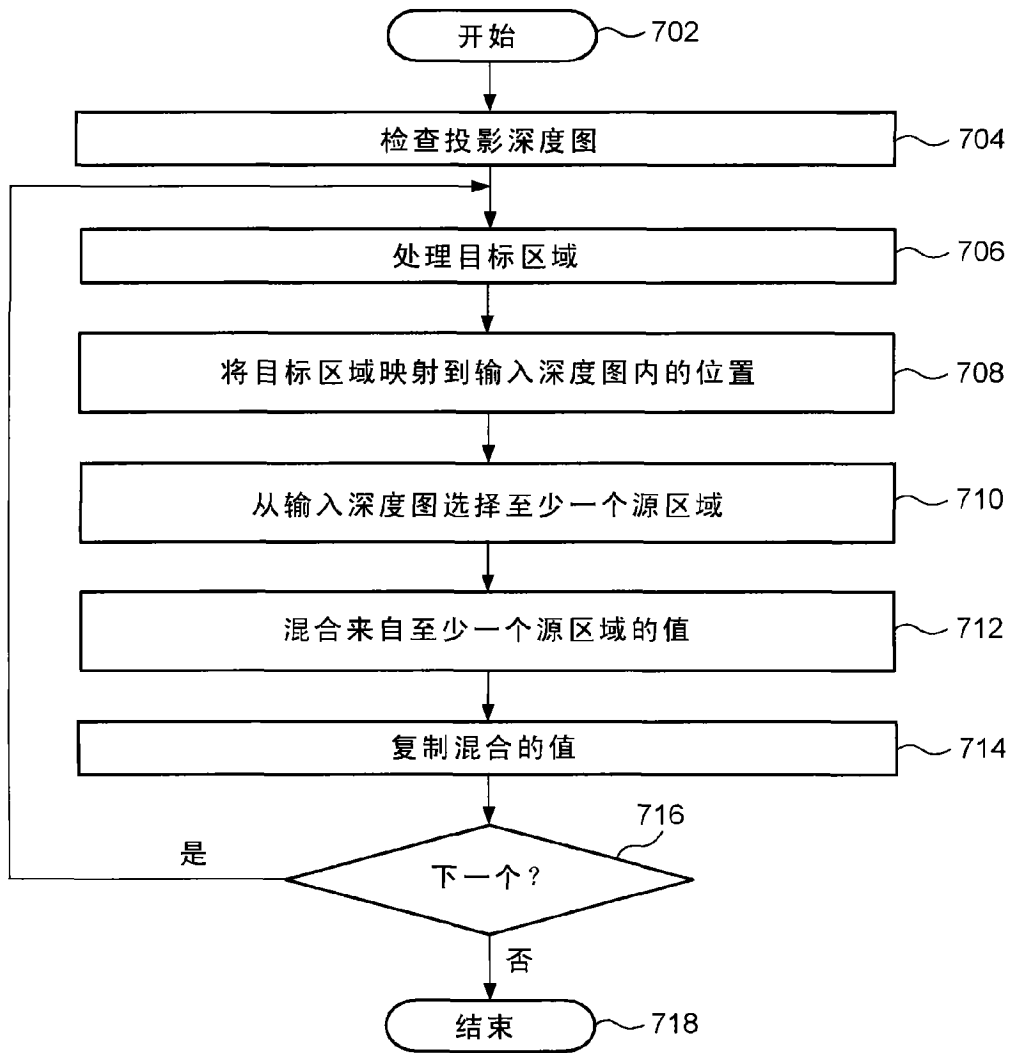 开始
702
检查投影深度图
704
处理目标区域
706
将目标区域映射到输入深度图内的位置
708
从输入深度图选择至少一个源区域
710
混合来自至少一个源区域的值
712
复制混合的值
714
716
是
下一个?
否
结束
718